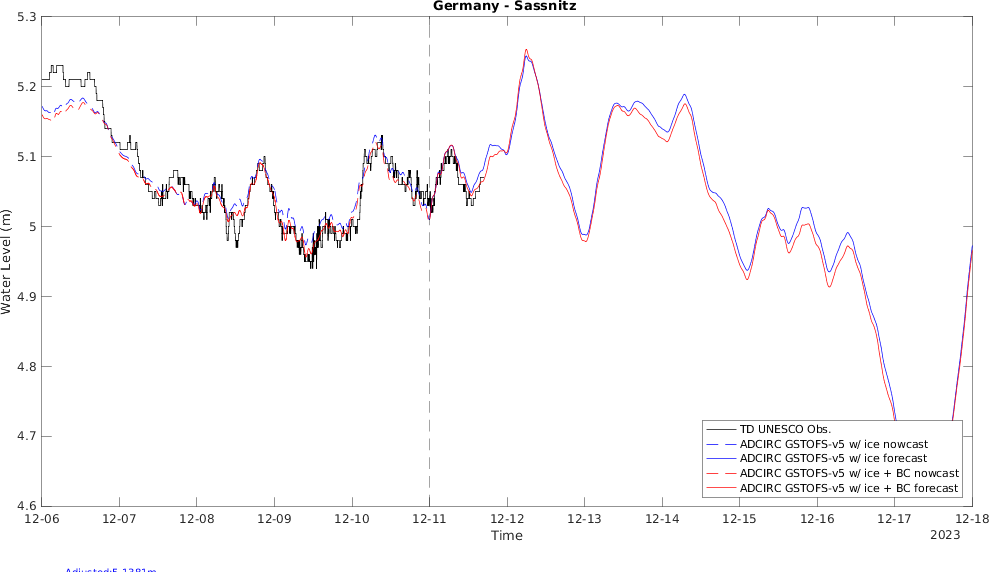 Germany - Sassnitz
5.3
5.2
5.1
5
4.9
4.8
4.7
4.6
Water Level (m)
TD UNESCO Obs.
ADCIRC GSTOFS-v5 w/ ice nowcast
ADCIRC GSTOFS-v5 w/ ice forecast
ADCIRC GSTOFS-v5 w/ ice + BC nowcast
ADCIRC GSTOFS-v5 w/ ice + BC forecast
12-06 12-07 12-08 12-09 12-10 12-11 12-12 12-13 12-14 12-15 12-16 12-17 12-18
Time
2023
Adjusted:5.1381m